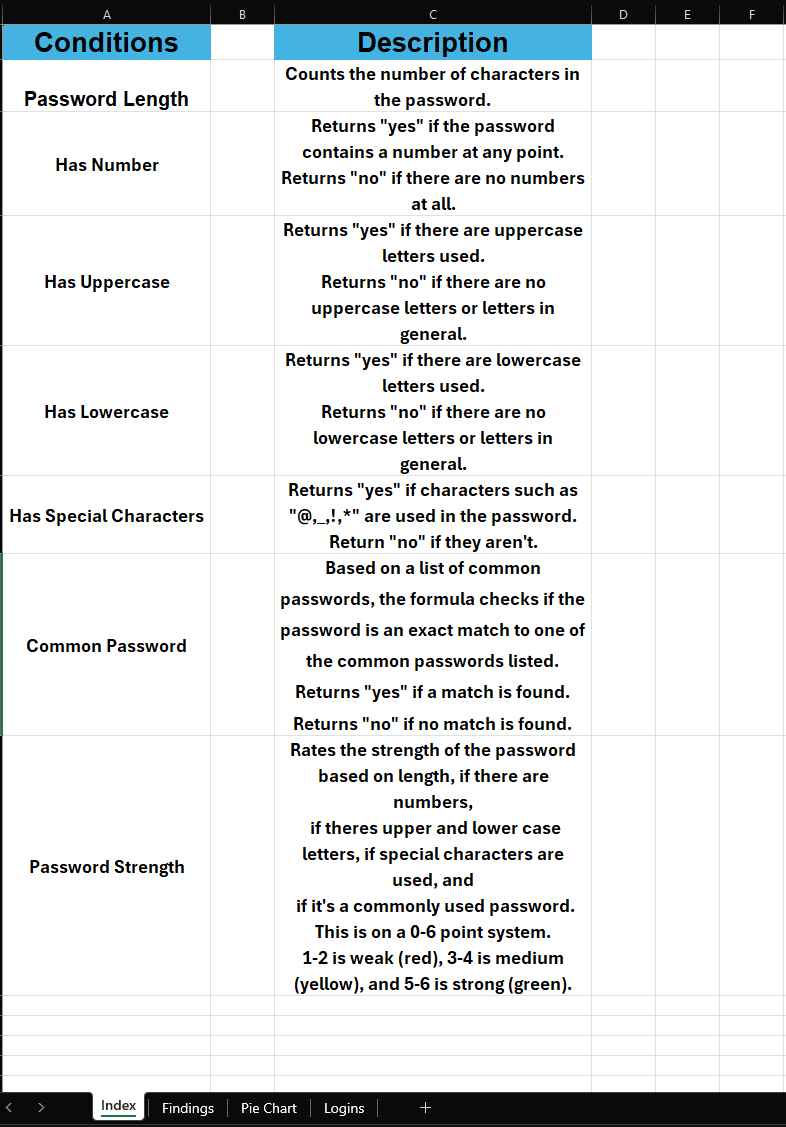 A B C D E F
Conditions Description
Password Length
Counts the number of characters in
the password.
Has Number
Returns "yes" if the password
contains a number at any point.
Returns "no" if there are no numbers
at all.
Has Uppercase
Returns "yes" if there are uppercase
letters used.
Returns "no" if there are no
uppercase letters or letters in
general.
Has Lowercase
Returns "yes" if there are lowercase
letters used.
Returns "no" if there are no
lowercase letters or letters in
general.
Has Special Characters
Returns "yes" if characters such as
"@,_,!,*" are used in the password.
Return "no" if they aren't.
Common Password
Based on a list of common
passwords, the formula checks if the
password is an exact match to one of
the common passwords listed.
Returns "yes" if a match is found.
Returns "no" if no match is found.
Password Strength
Rates the strength of the password
based on length, if there are
numbers,
if theres upper and lower case
letters, if special characters are
used, and
if it's a commonly used password.
This is on a 0-6 point system.
1-2 is weak (red), 3-4 is medium
(yellow), and 5-6 is strong (green).
Index Findings Pie Chart Logins